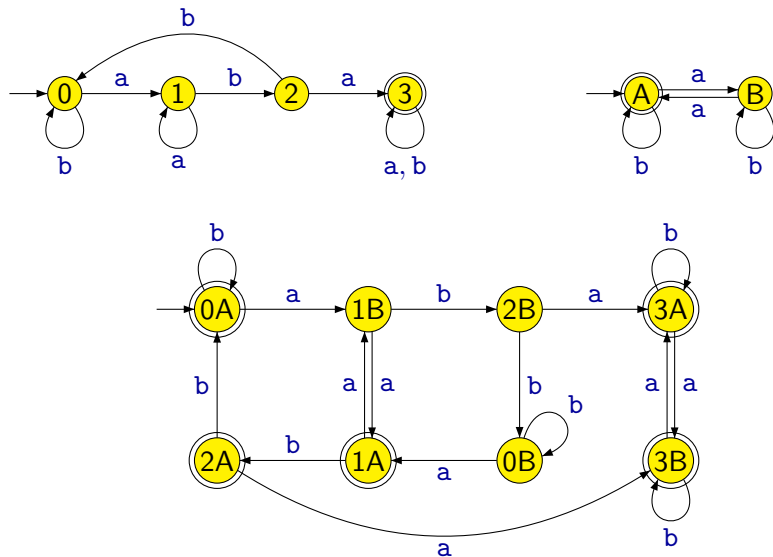 b
0 a 1 b 2 a 3
b a a, b
A a B
a
b b
b b
0A a 1B b 2B a 3A
b a a b b a a
2A b 1A a 0B 3B
a b